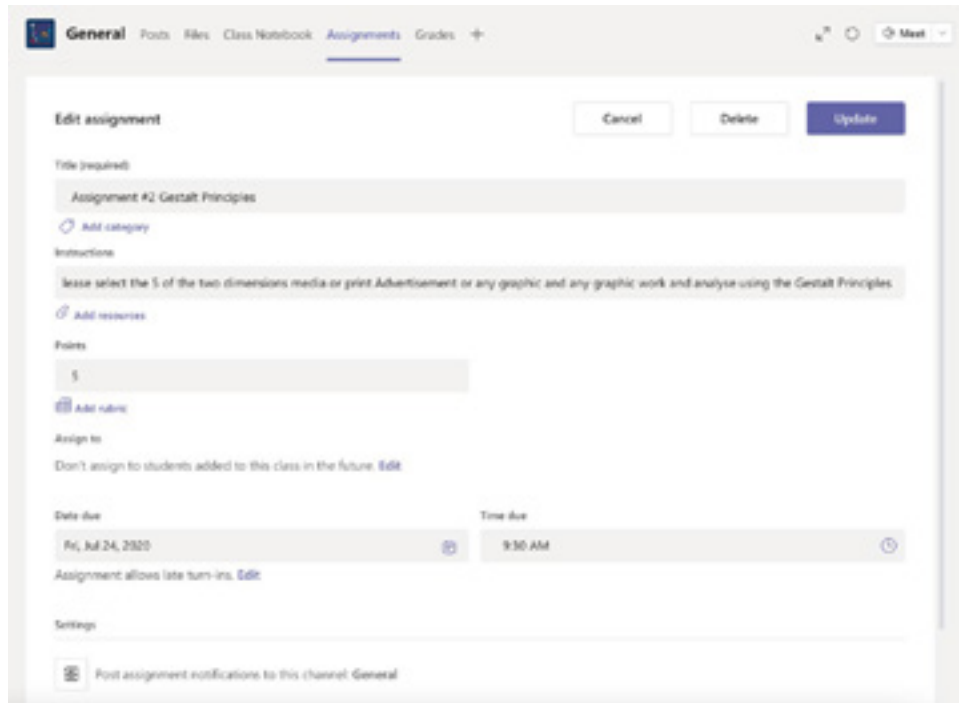 General Posts Files Class Notebook Assignments Grades + Meet
Edit assignment Cancel Delete Update
Title (required)
Assignment #2 Gestalt Principles
Add category
Instructions
lease select the 5 of the two dimensions media or print Advertisement or any graphic and any graphic work and analyse using the Gestalt Principles
Add resources
Points
5
Add rubric
Assign to
Don't assign to students added to this class in the future. Edit
Date due Time due
Fri, Jul 24, 2020 9:30 AM
Assignment allows late turn-ins. Edit
Settings
Post assignment notifications to this channel: General